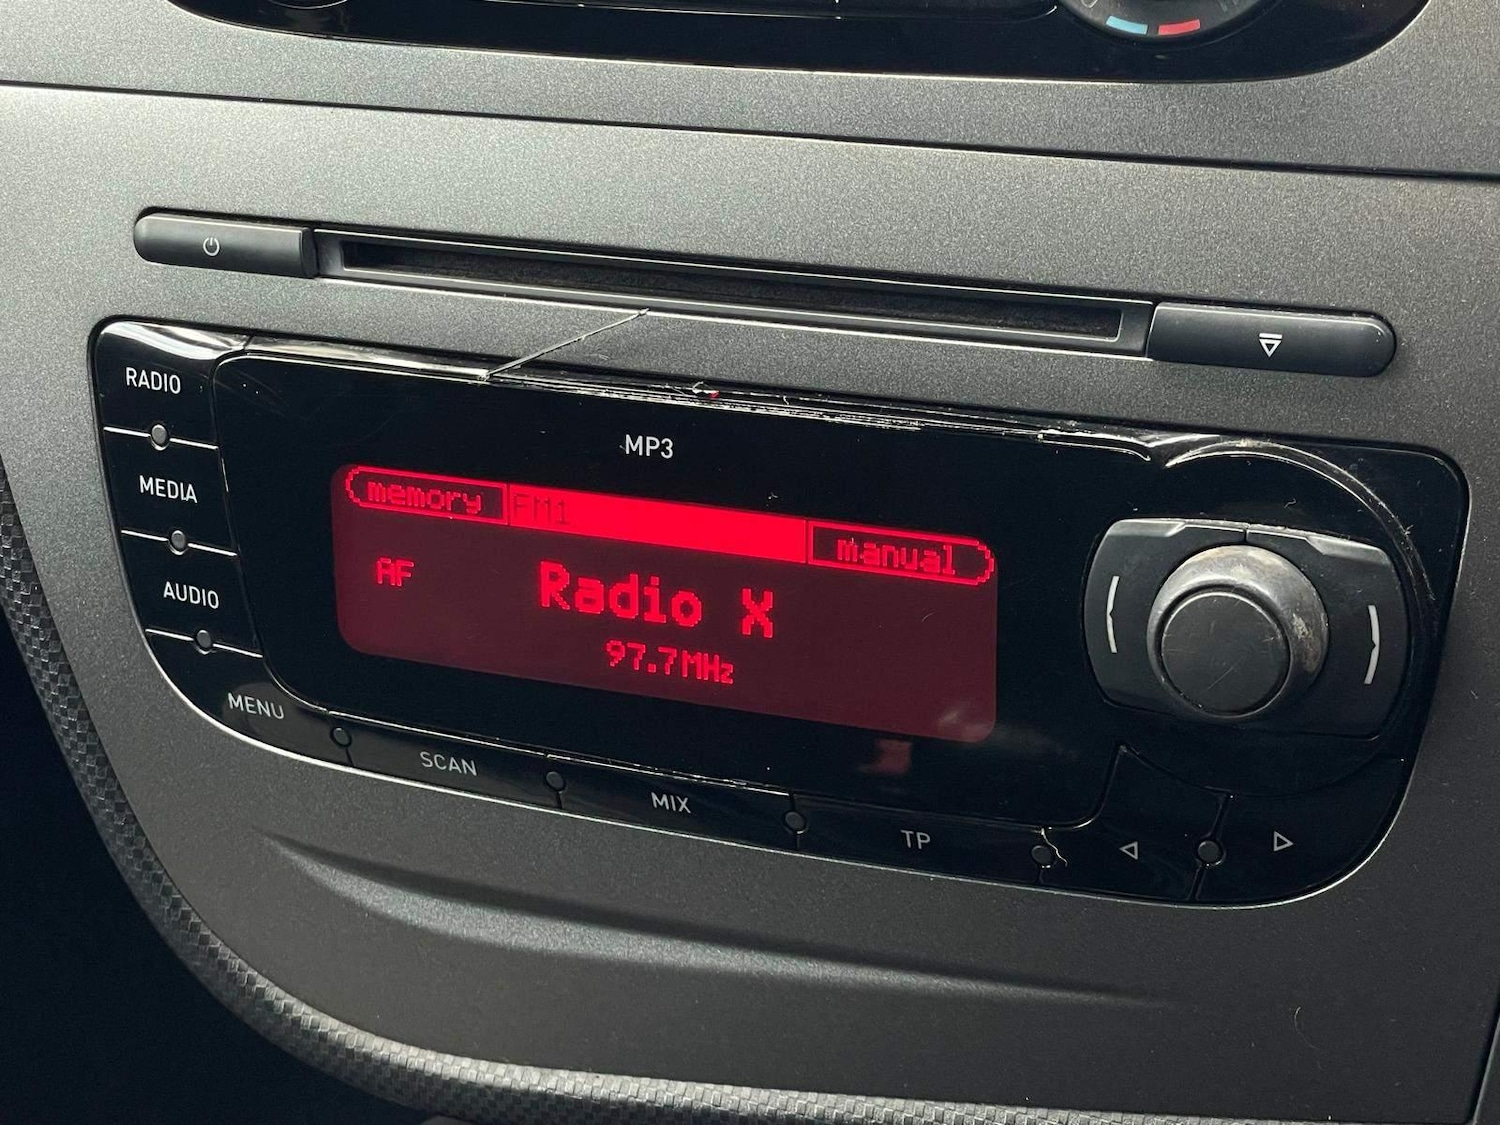 RADIO
MEDIA
AUDIO
MENU
MP3
memory FM1 manual
AF Radio X
97.7MHz
SCAN
MIX
TP